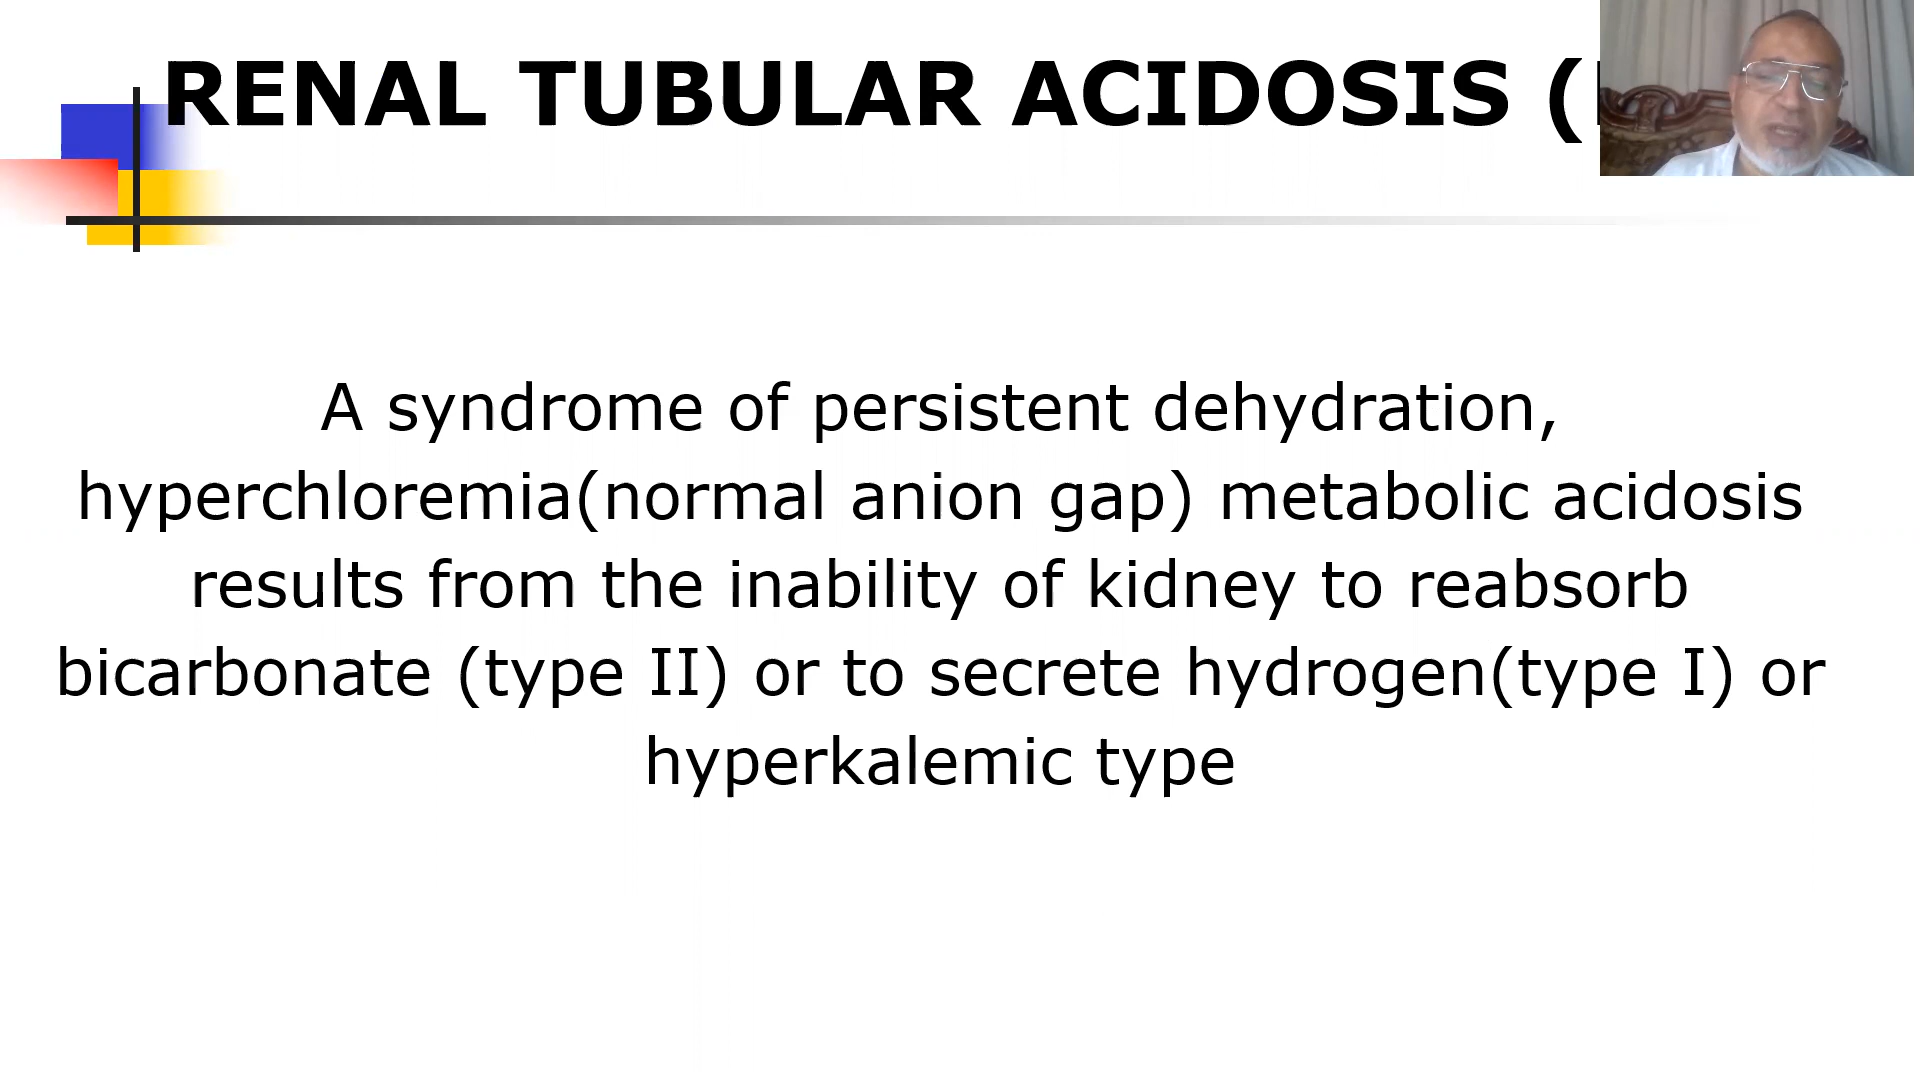 RENAL TUBULAR ACIDOSIS (
A syndrome of persistent dehydration,
hyperchloremia(normal anion gap) metabolic acidosis
results from the inability of kidney to reabsorb
bicarbonate (type II) or to secrete hydrogen(type I) or
hyperkalemic type